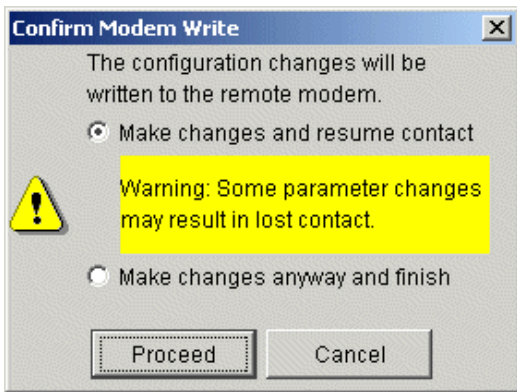 Confirm Modem Write
The configuration changes will be
written to the remote modem.
Make changes and resume contact
Warning: Some parameter changes
may result in lost contact.
Make changes anyway and finish
Proceed
Cancel